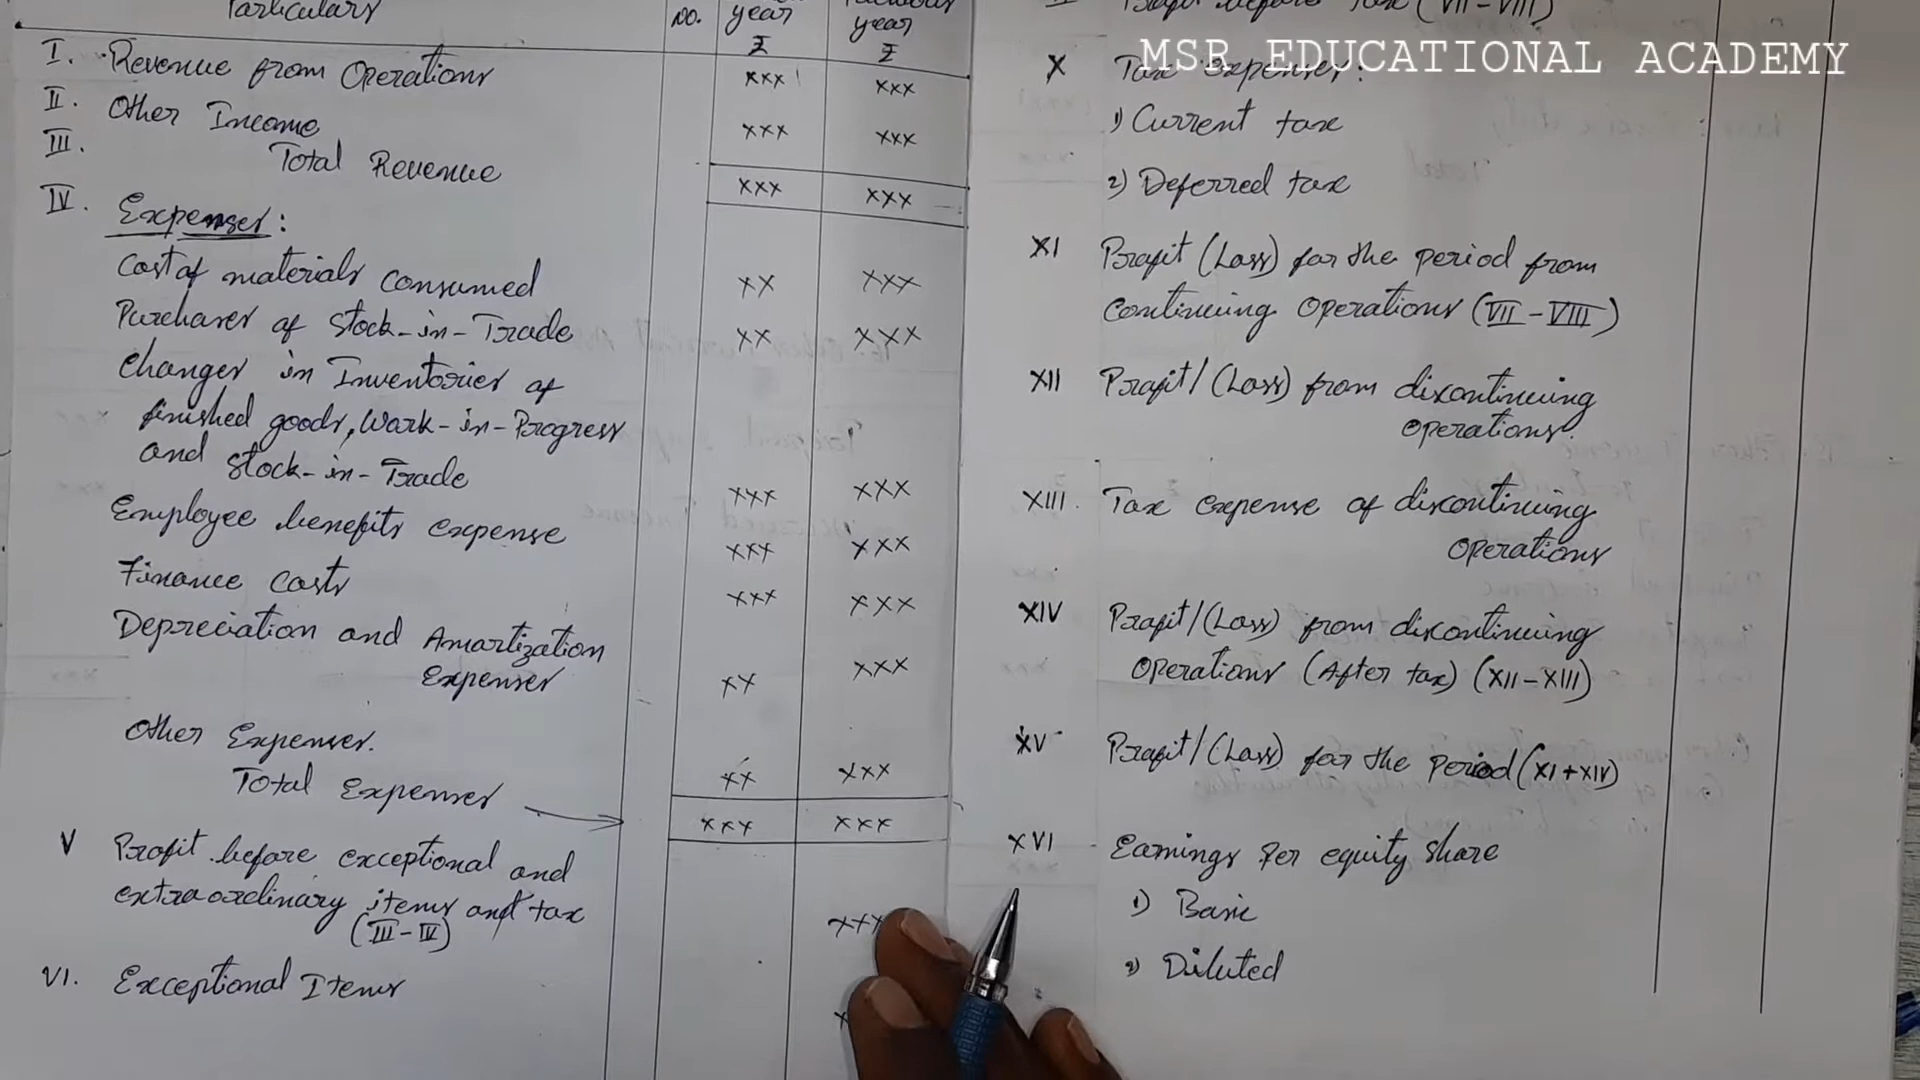 Particulars
No.
year
year
₹
₹
I. Revenue from Operations xxx xxx
II. Other Income xxx xxx
III. Total Revenue xxx xxx
IV. Expenses:
Cost of materials consumed xx xxx
Purchases of Stock-in-Trade xx xxx
Changes in Inventories of
finished goods, Work-in-Progress
and Stock-in-Trade xxx xxx
Employee benefits expense xxx xxx
Finance Costs xxx xxx
Depreciation and Amortization
Expenses xx xxx
Other Expenses. xx xxx
Total Expenses xxx xxx
V Profit before exceptional and
extraordinary items and tax
(III-IV) xxx
VI. Exceptional Items
Profit before Tax (VII-VIII)
MSR EDUCATIONAL ACADEMY
X Tax expenses:
1) Current tax
2) Deferred tax
XI Profit (Loss) for the period from
Continuing Operations (VII-VIII)
XII Profit/(Loss) from discontinuing
Operations.
XIII. Tax expense of discontinuing
Operations
XIV Profit/(Loss) from discontinuing
Operations (After tax) (XII-XIII)
XV Profit/(Loss) for the period (XI+XIV)
XVI Earnings Per equity Share
1) Basic
2) Diluted